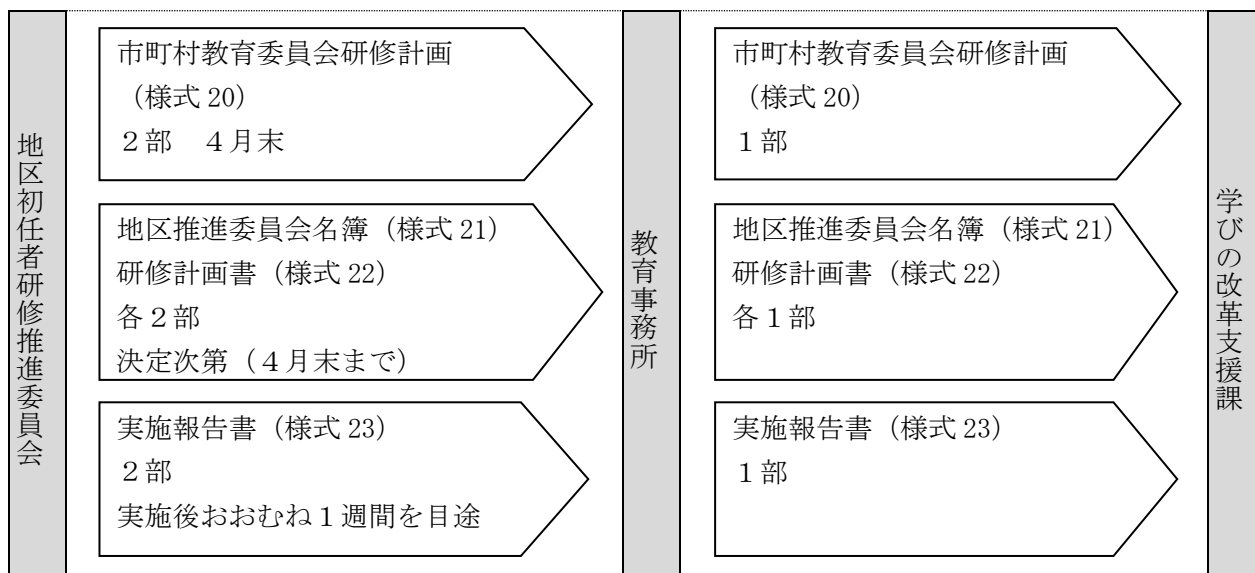 地区初任者研修推進委員会
市町村教育委員会研修計画
（様式 20）
２部　４月末
地区推進委員会名簿（様式 21）
研修計画書（様式 22）
各２部
決定次第（４月末まで）
実施報告書（様式 23）
２部
実施後おおむね１週間を目途
教育事務所
市町村教育委員会研修計画
（様式 20）
１部
地区推進委員会名簿（様式 21）
研修計画書（様式 22）
各１部
実施報告書（様式 23）
１部
学びの改革支援課